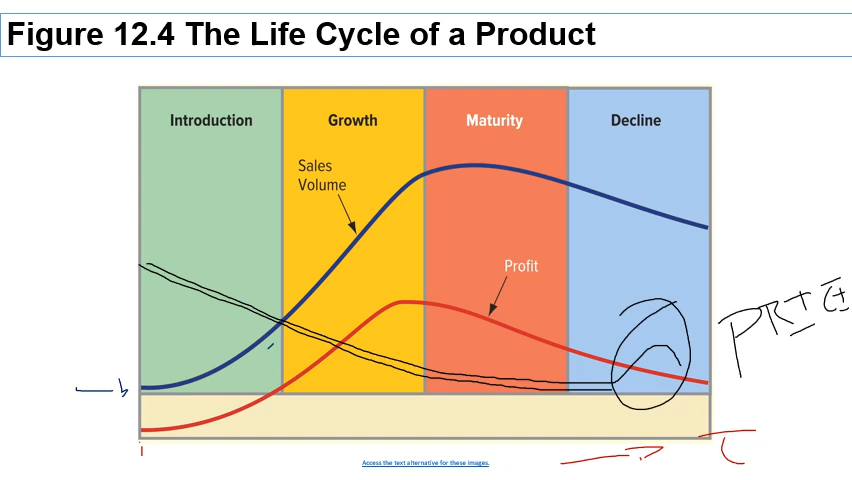 Figure 12.4 The Life Cycle of a Product
Introduction
Growth
Maturity
Decline
Sales
Volume
Profit
Access the text alternative for these images.